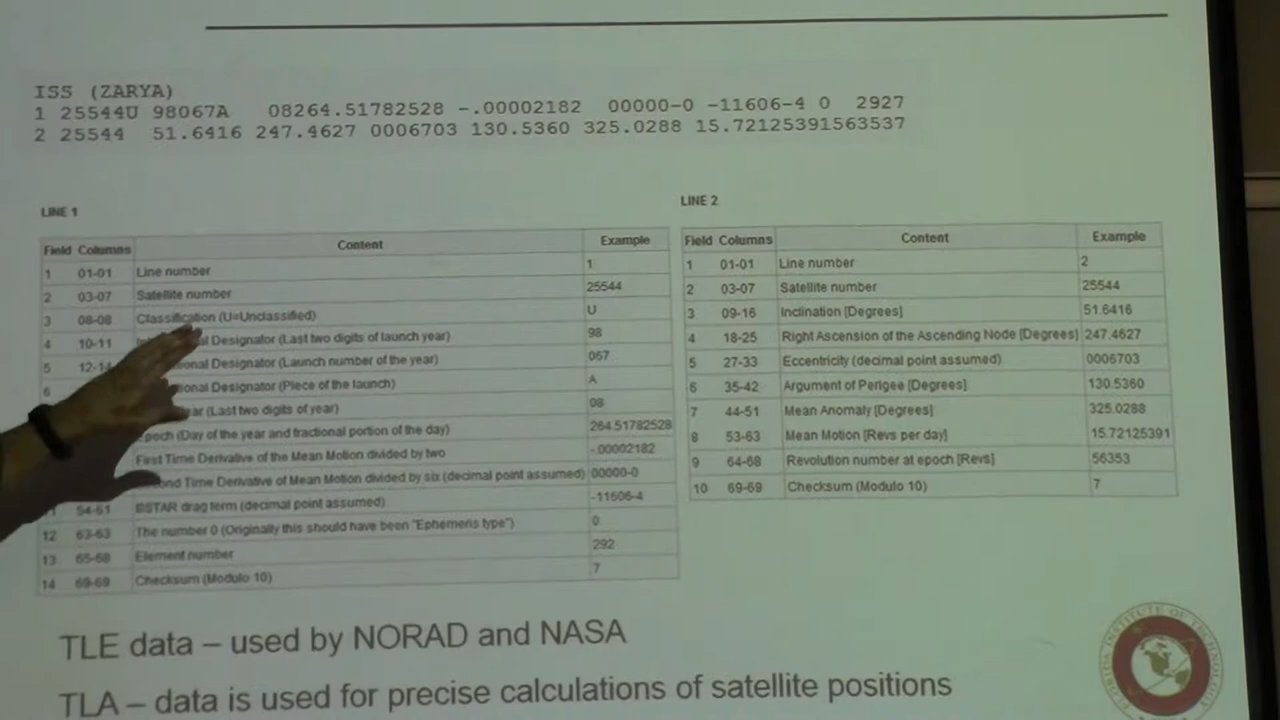 ISS (ZARYA)
1 25544U 98067A 08264.51782528 -.00002182 00000-0 -11606-4 0 2927
2 25544 51.6416 247.4627 0006703 130.5360 325.0288 15.72125391563537
LINE 1
Field Columns Content Example
1 01-01 Line number 1
2 03-07 Satellite number 25544
3 08-08 Classification (U=Unclassified) U
4 10-11 Designator (Last two digits of launch year) 98
5 12-14 Designator (Launch number of the year) 067
6 Designator (Piece of the launch) A
(Last two digits of year) 08
Epoch (Day of the year and fractional portion of the day) 264.51782528
First Time Derivative of the Mean Motion divided by two -.00002182
Time Derivative of Mean Motion divided by six (decimal point assumed) 00000-0
54-61 BSTAR drag term (decimal point assumed) -11606-4
12 63-63 The number 0 (Originally this should have been "Ephemeris type") 0
13 65-68 Element number 292
14 69-69 Checksum (Modulo 10) 7
LINE 2
Field Columns Content Example
1 01-01 Line number 2
2 03-07 Satellite number 25544
3 09-16 Inclination [Degrees] 51.6416
4 18-25 Right Ascension of the Ascending Node [Degrees] 247.4627
5 27-33 Eccentricity (decimal point assumed) 0006703
6 35-42 Argument of Perigee [Degrees] 130.5360
7 44-51 Mean Anomaly [Degrees] 325.0288
8 53-63 Mean Motion [Revs per day] 15.72125391
9 64-68 Revolution number at epoch [Revs] 56353
10 69-69 Checksum (Modulo 10) 7
TLE data – used by NORAD and NASA
TLA – data is used for precise calculations of satellite positions
FLORIDA INSTITUTE OF TECHNOLOGY